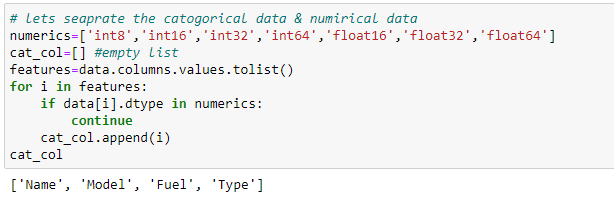 # lets seaprate the catogorical data & numirical data
numerics=['int8','int16','int32','int64','float16','float32','float64']
cat_col=[] #empty list
features=data.columns.values.tolist()
for i in features:
    if data[i].dtype in numerics:
        continue
    cat_col.append(i)
cat_col
['Name', 'Model', 'Fuel', 'Type']